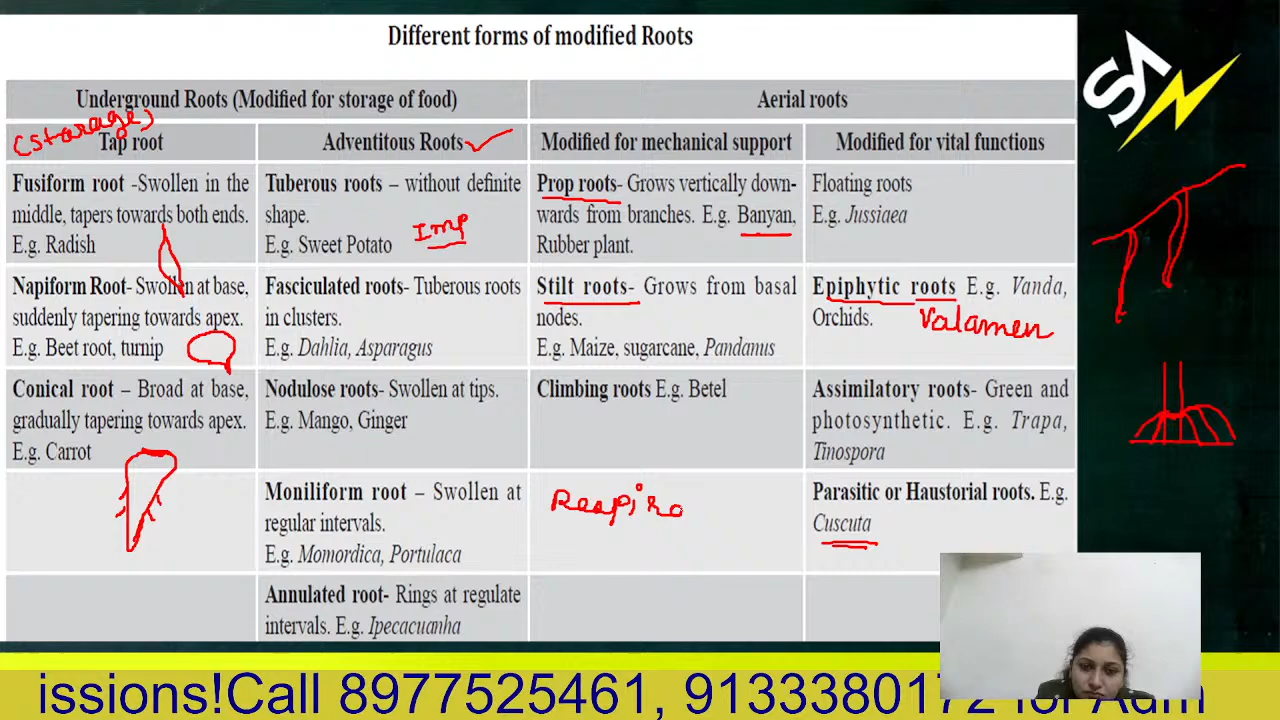 Different forms of modified Roots
SAN
Underground Roots (Modified for storage of food)
Aerial roots
(storage)
Tap root
Adventitous Roots
Modified for mechanical support
Modified for vital functions
Fusiform root -Swollen in the
middle, tapers towards both ends.
E.g. Radish
Tuberous roots – without definite
shape.
E.g. Sweet Potato
Imp
Prop roots- Grows vertically down-
wards from branches. E.g. Banyan,
Rubber plant.
Floating roots
E.g. Jussiaea
Napiform Root- Swollen at base,
suddenly tapering towards apex.
E.g. Beet root, turnip
Fasciculated roots- Tuberous roots
in clusters.
E.g. Dahlia, Asparagus
Stilt roots- Grows from basal
nodes.
E.g. Maize, sugarcane, Pandanus
Epiphytic roots E.g. Vanda,
Orchids.
Valamen
Conical root – Broad at base,
gradually tapering towards apex.
E.g. Carrot
Nodulose roots- Swollen at tips.
E.g. Mango, Ginger
Climbing roots E.g. Betel
Assimilatory roots- Green and
photosynthetic. E.g. Trapa,
Tinospora
Moniliform root – Swollen at
regular intervals.
E.g. Momordica, Portulaca
Respiro
Parasitic or Haustorial roots. E.g.
Cuscuta
Annulated root- Rings at regulate
intervals. E.g. Ipecacuanha
issions!Call 8977525461, 9133380172 for Adm